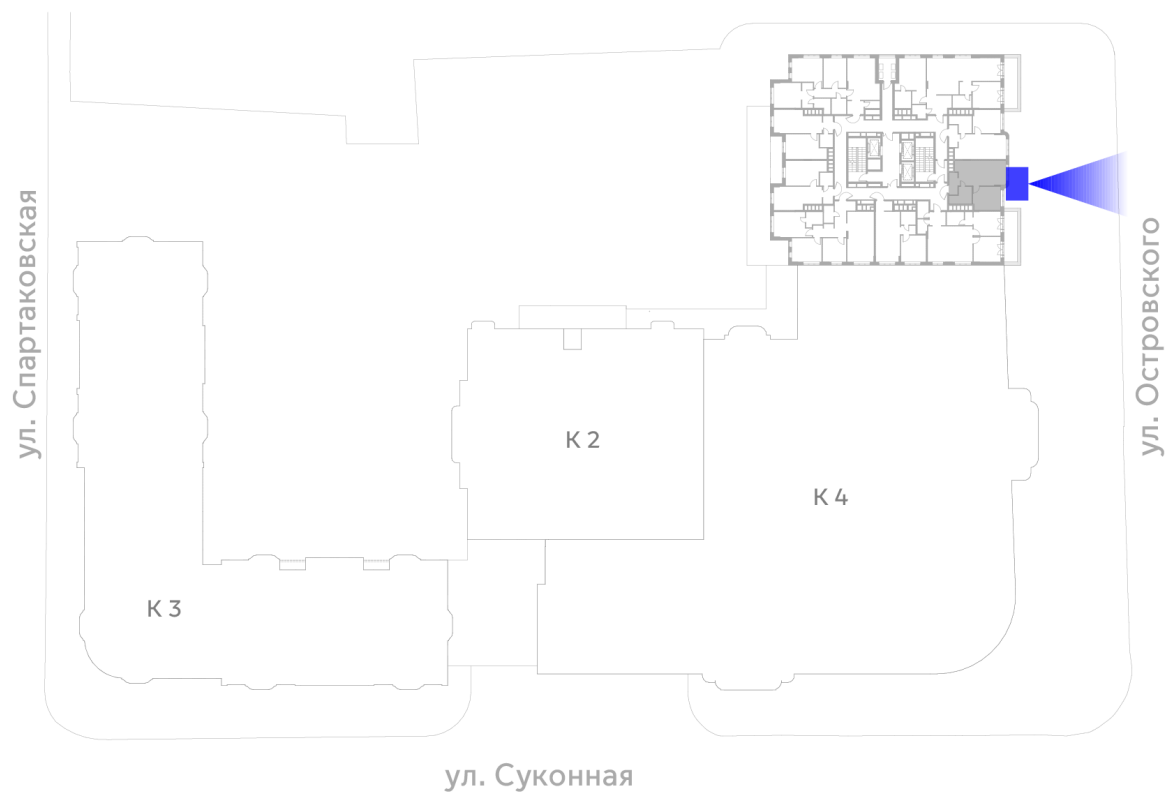 ул. Спартаковская
ул. Островского
К 2
К 4
К 3
ул. Суконная